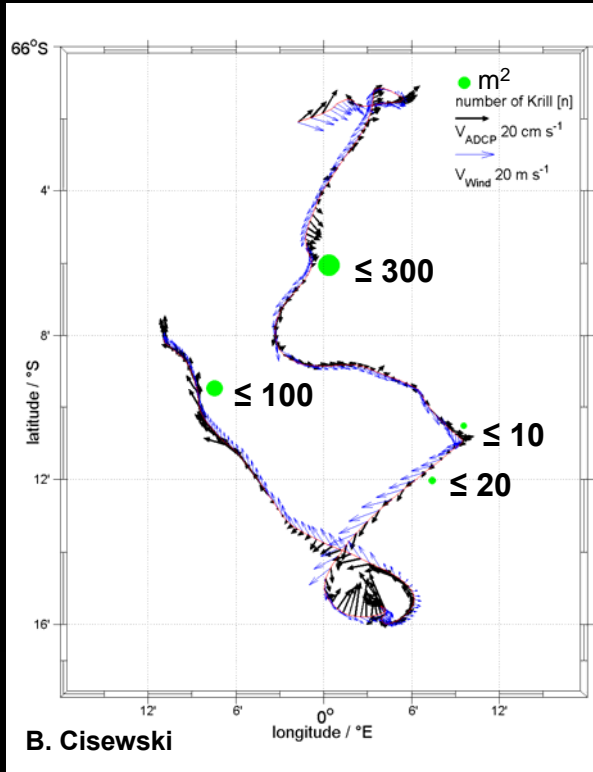 66°S
m²
number of Krill [n]
V_ADCP 20 cm s⁻¹
V_Wind 20 m s⁻¹
4'
≤ 300
8'
≤ 100
≤ 10
≤ 20
12'
16'
latitude / °S
12' 6' 0° 6' 12'
longitude / °E
B. Cisewski